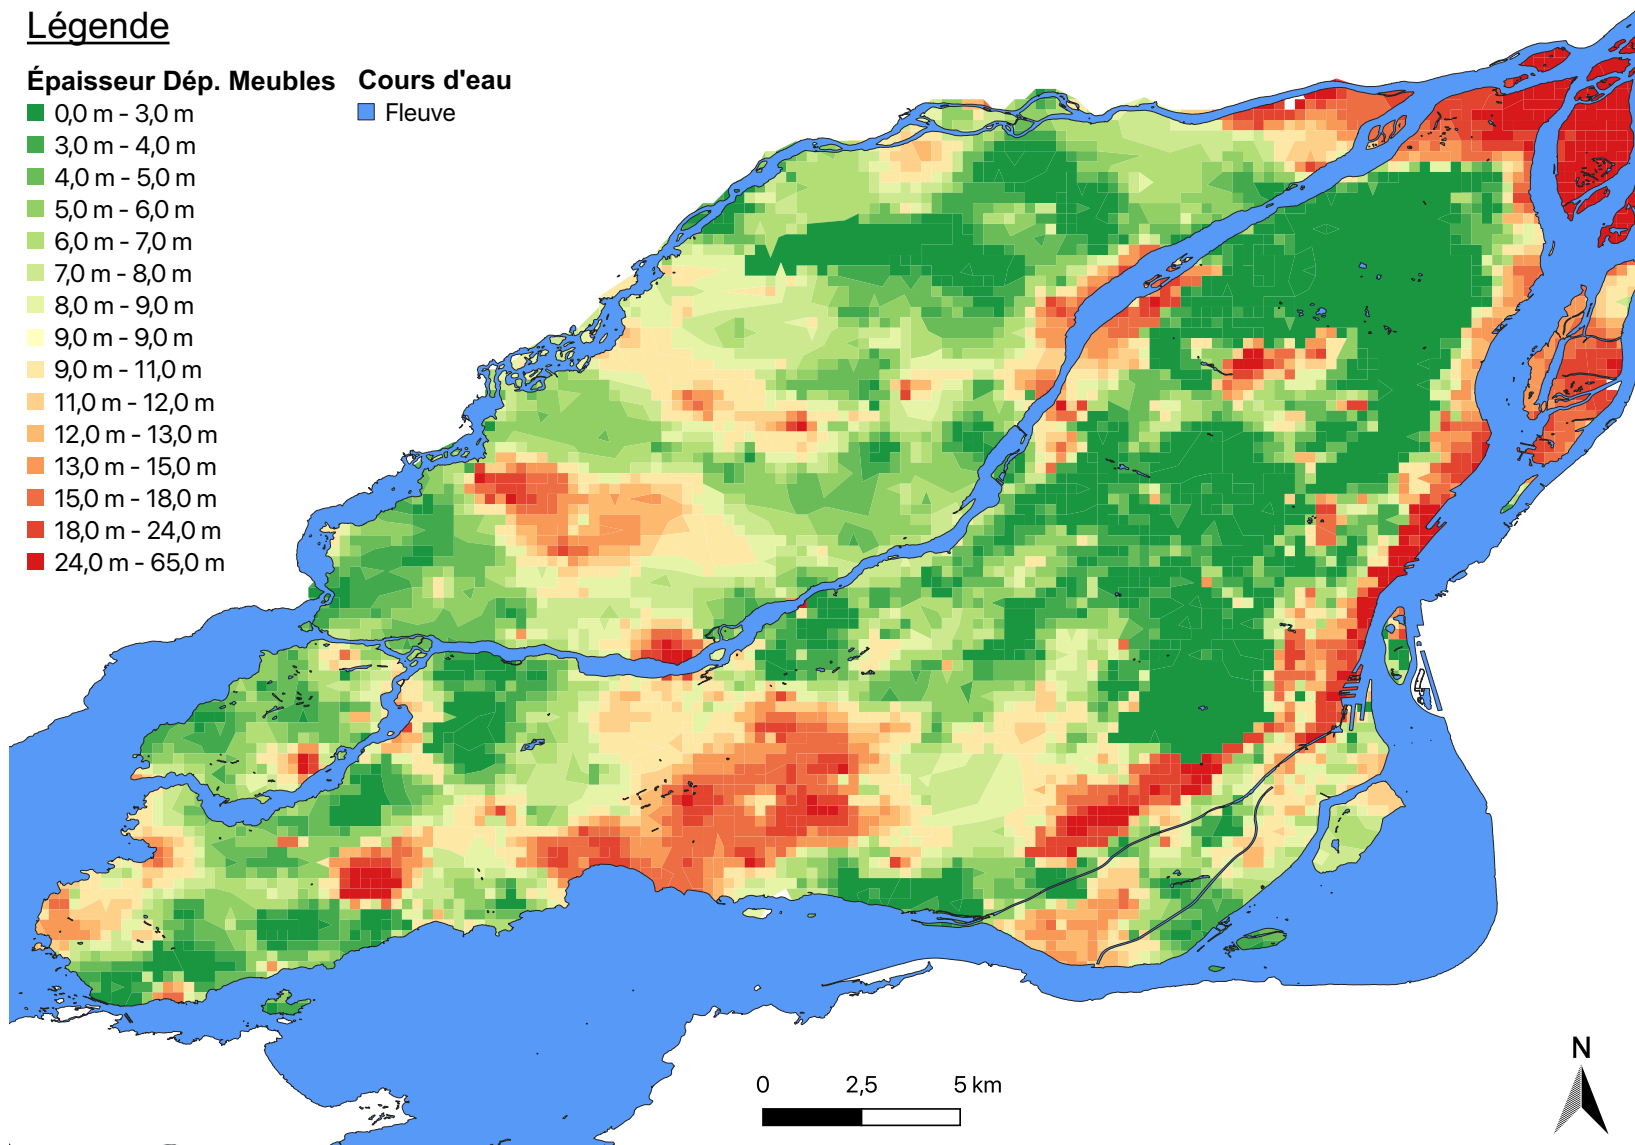 Légende
Épaisseur Dép. Meubles
0,0 m - 3,0 m
3,0 m - 4,0 m
4,0 m - 5,0 m
5,0 m - 6,0 m
6,0 m - 7,0 m
7,0 m - 8,0 m
8,0 m - 9,0 m
9,0 m - 9,0 m
9,0 m - 11,0 m
11,0 m - 12,0 m
12,0 m - 13,0 m
13,0 m - 15,0 m
15,0 m - 18,0 m
18,0 m - 24,0 m
24,0 m - 65,0 m
Cours d'eau
Fleuve
0 2,5 5 km
N